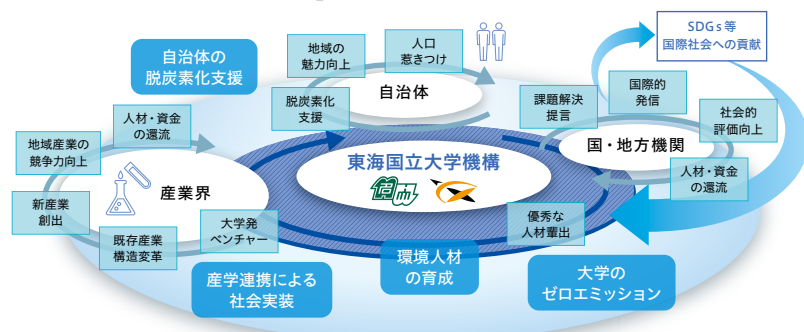 SDGs等
国際社会への貢献
自治体の
脱炭素化支援
地域の
魅力向上
人口
惹きつけ
脱炭素化
支援
自治体
課題解決
提言
国際的
発信
社会的
評価向上
国・地方機関
人材・資金
の還流
人材・資金
の還流
地域産業の
競争力向上
産業界
新産業
創出
既存産業
構造変革
大学発
ベンチャー
東海国立大学機構
優秀な
人材輩出
産学連携による
社会実装
環境人材
の育成
大学の
ゼロエミッション